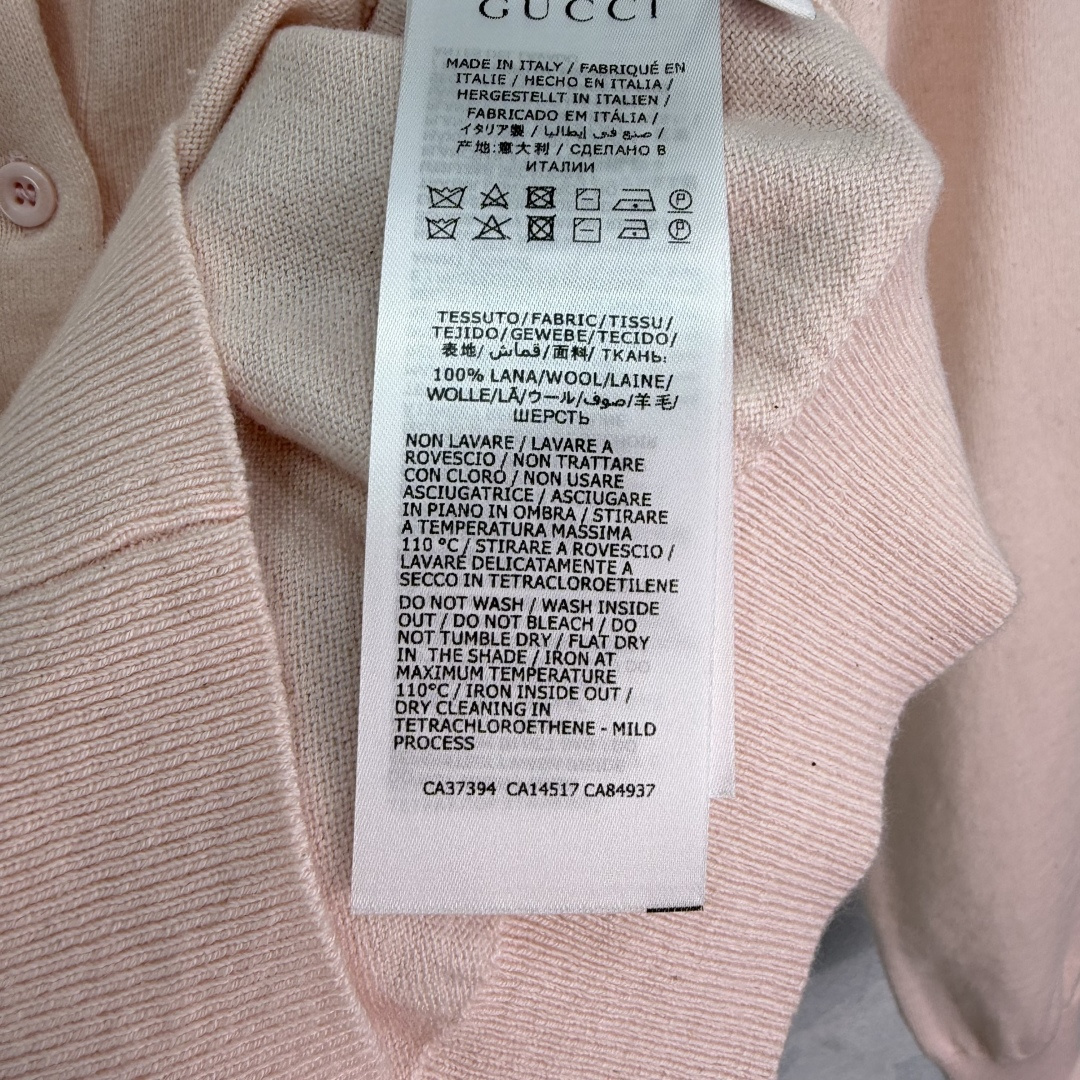 GUCCI
MADE IN ITALY / FABRIQUÉ EN
ITALIE / HECHO EN ITALIA /
HERGESTELLT IN ITALIEN /
FABRICADO EM ITÁLIA /
イタリア製 / صنع في إيطاليا /
产地:意大利 / СДЕЛАНО В
ИТАЛИИ
TESSUTO/FABRIC/TISSU/
TEJIDO/GEWEBE/TECIDO/
表地/ قماش/面料/ ТКАНЬ:
100% LANA/WOOL/LAINE/
WOLLE/LÃ/ウール/صوف/羊毛/
ШЕРСТЬ
NON LAVARE / LAVARE A
ROVESCIO / NON TRATTARE
CON CLORO / NON USARE
ASCIUGATRICE / ASCIUGARE
IN PIANO IN OMBRA / STIRARE
A TEMPERATURA MASSIMA
110 °C / STIRARE A ROVESCIO /
LAVARE DELICATAMENTE A
SECCO IN TETRACLOROETILENE
DO NOT WASH / WASH INSIDE
OUT / DO NOT BLEACH / DO
NOT TUMBLE DRY / FLAT DRY
IN THE SHADE / IRON AT
MAXIMUM TEMPERATURE
110°C / IRON INSIDE OUT /
DRY CLEANING IN
TETRACHLOROETHENE - MILD
PROCESS
CA37394 CA14517 CA84937